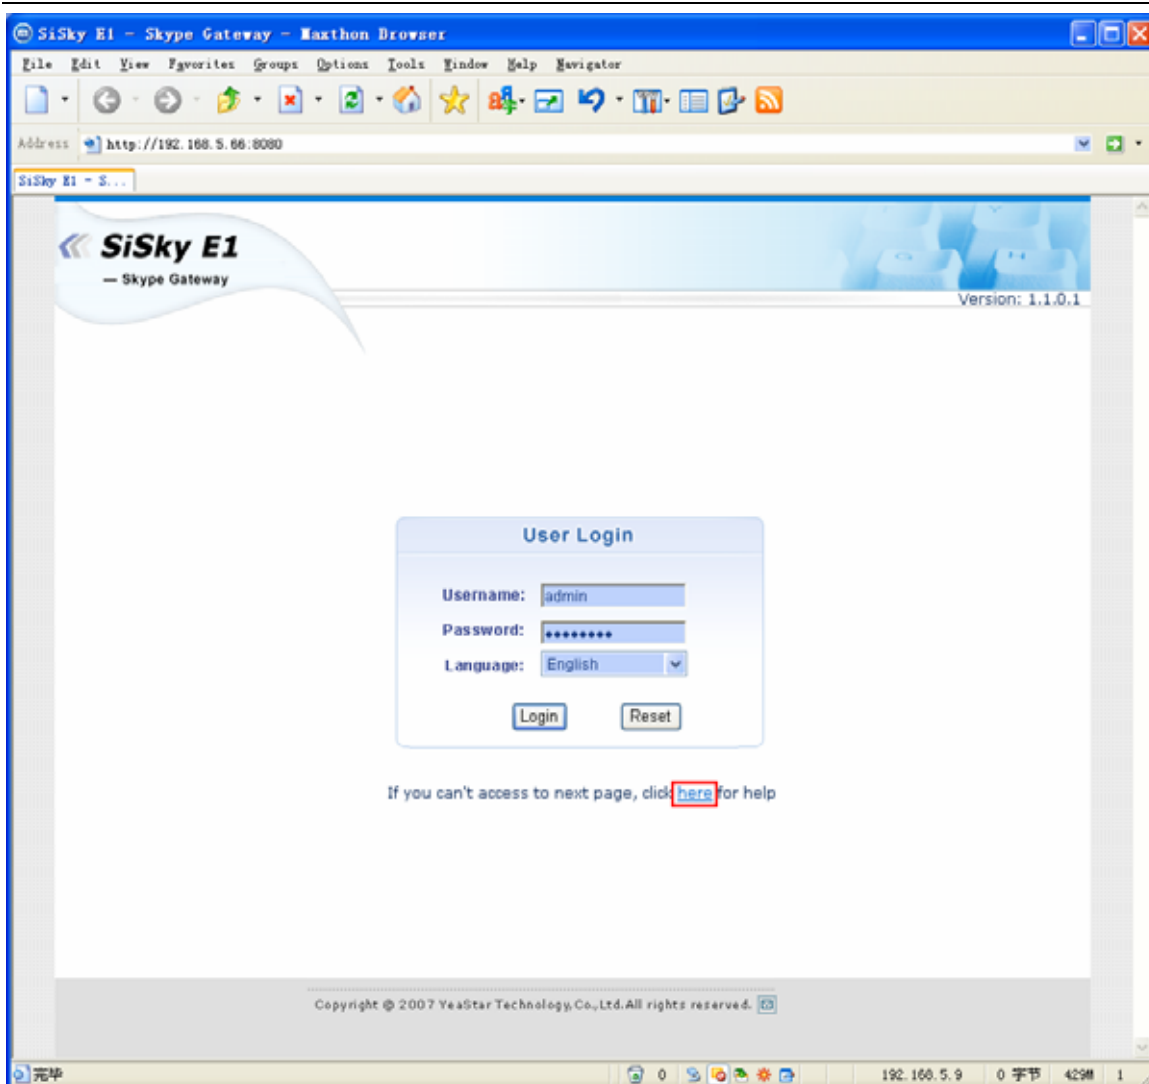 SiSky E1 - Skype Gateway - Maxthon Browser
File Edit View Favorites Groups Options Tools Window Help Navigator
Address http://192.168.5.66:8080
SiSky E1 - S...
SiSky E1
— Skype Gateway
Version: 1.1.0.1
User Login
Username: admin
Password: ••••••••
Language: English
Login Reset
If you can't access to next page, click here for help
Copyright @ 2007 YeaStar Technology,Co.,Ltd.All rights reserved.
完毕 0 192.168.5.9 0 字节 429M 1